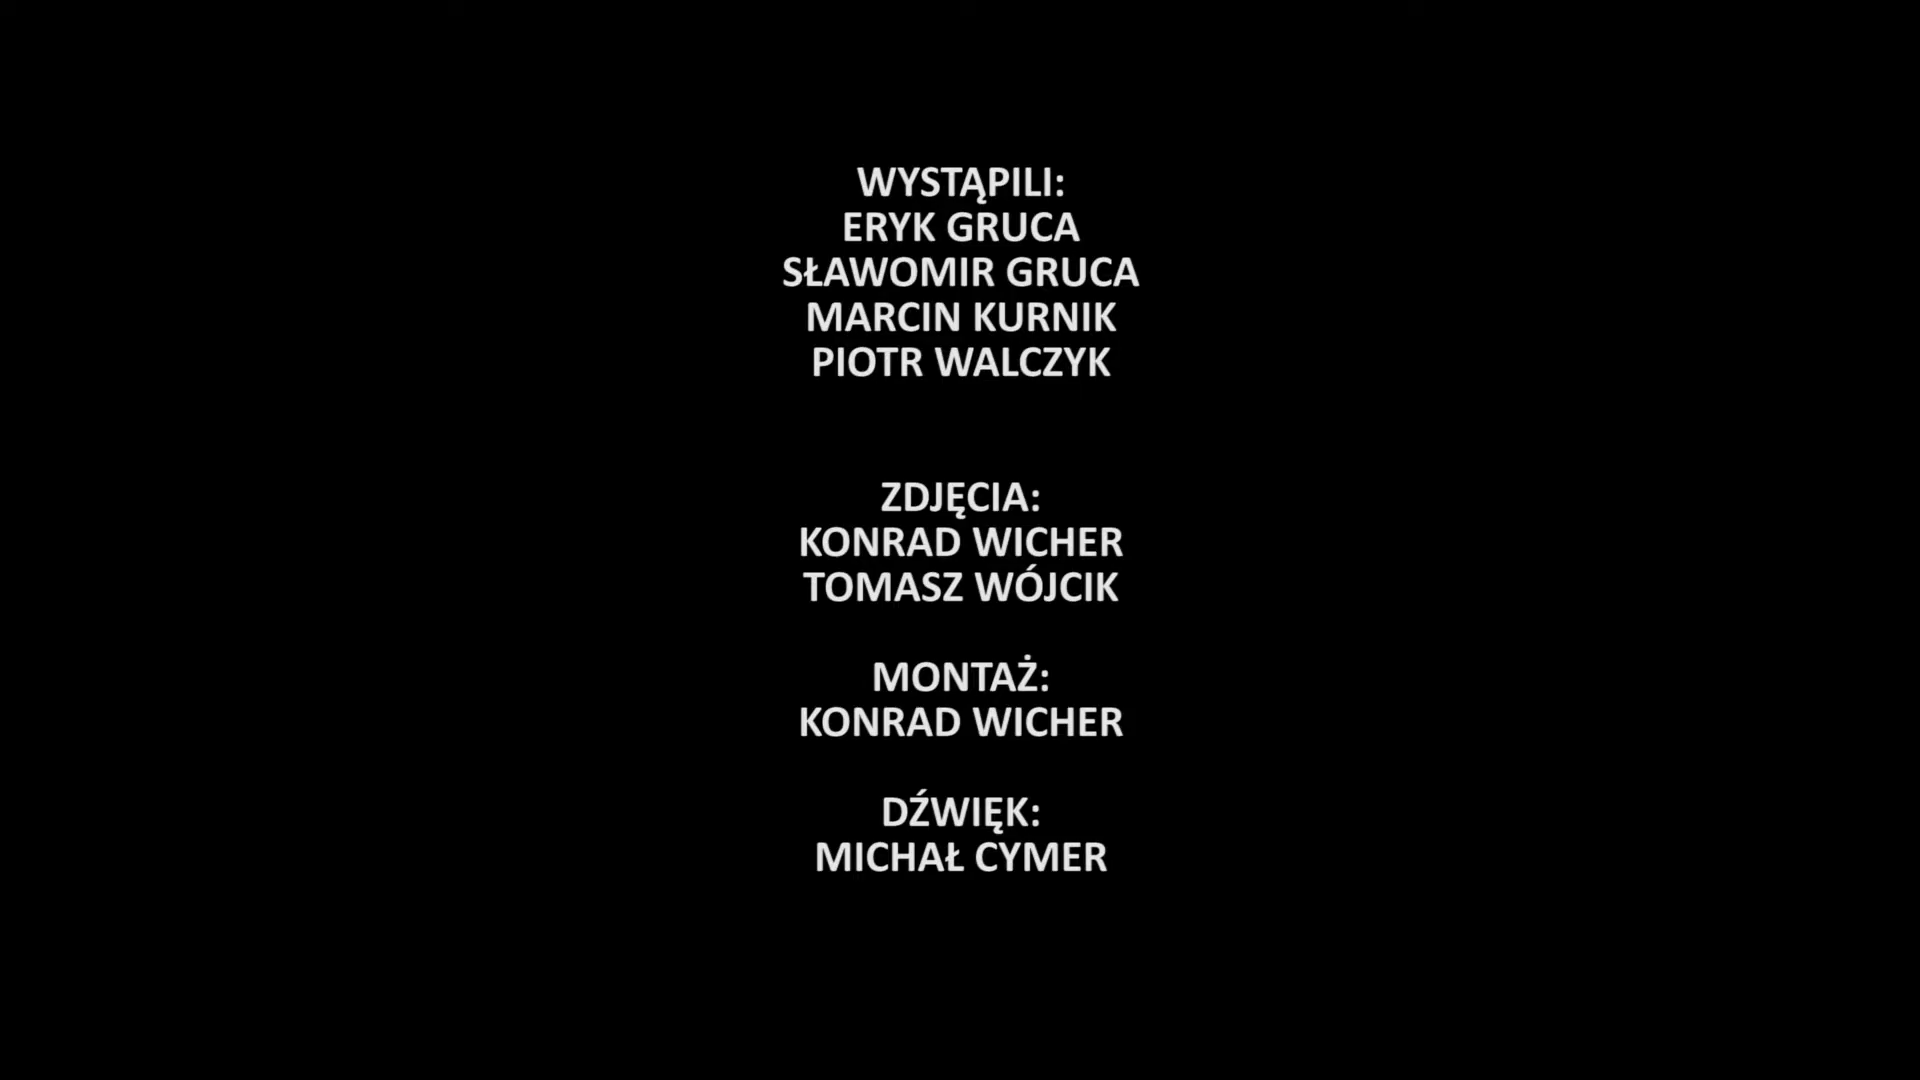 WYSTĄPILI:
ERYK GRUCA
SŁAWOMIR GRUCA
MARCIN KURNIK
PIOTR WALCZYK
ZDJĘCIA:
KONRAD WICHER
TOMASZ WÓJCIK
MONTAŻ:
KONRAD WICHER
DŹWIĘK:
MICHAŁ CYMER